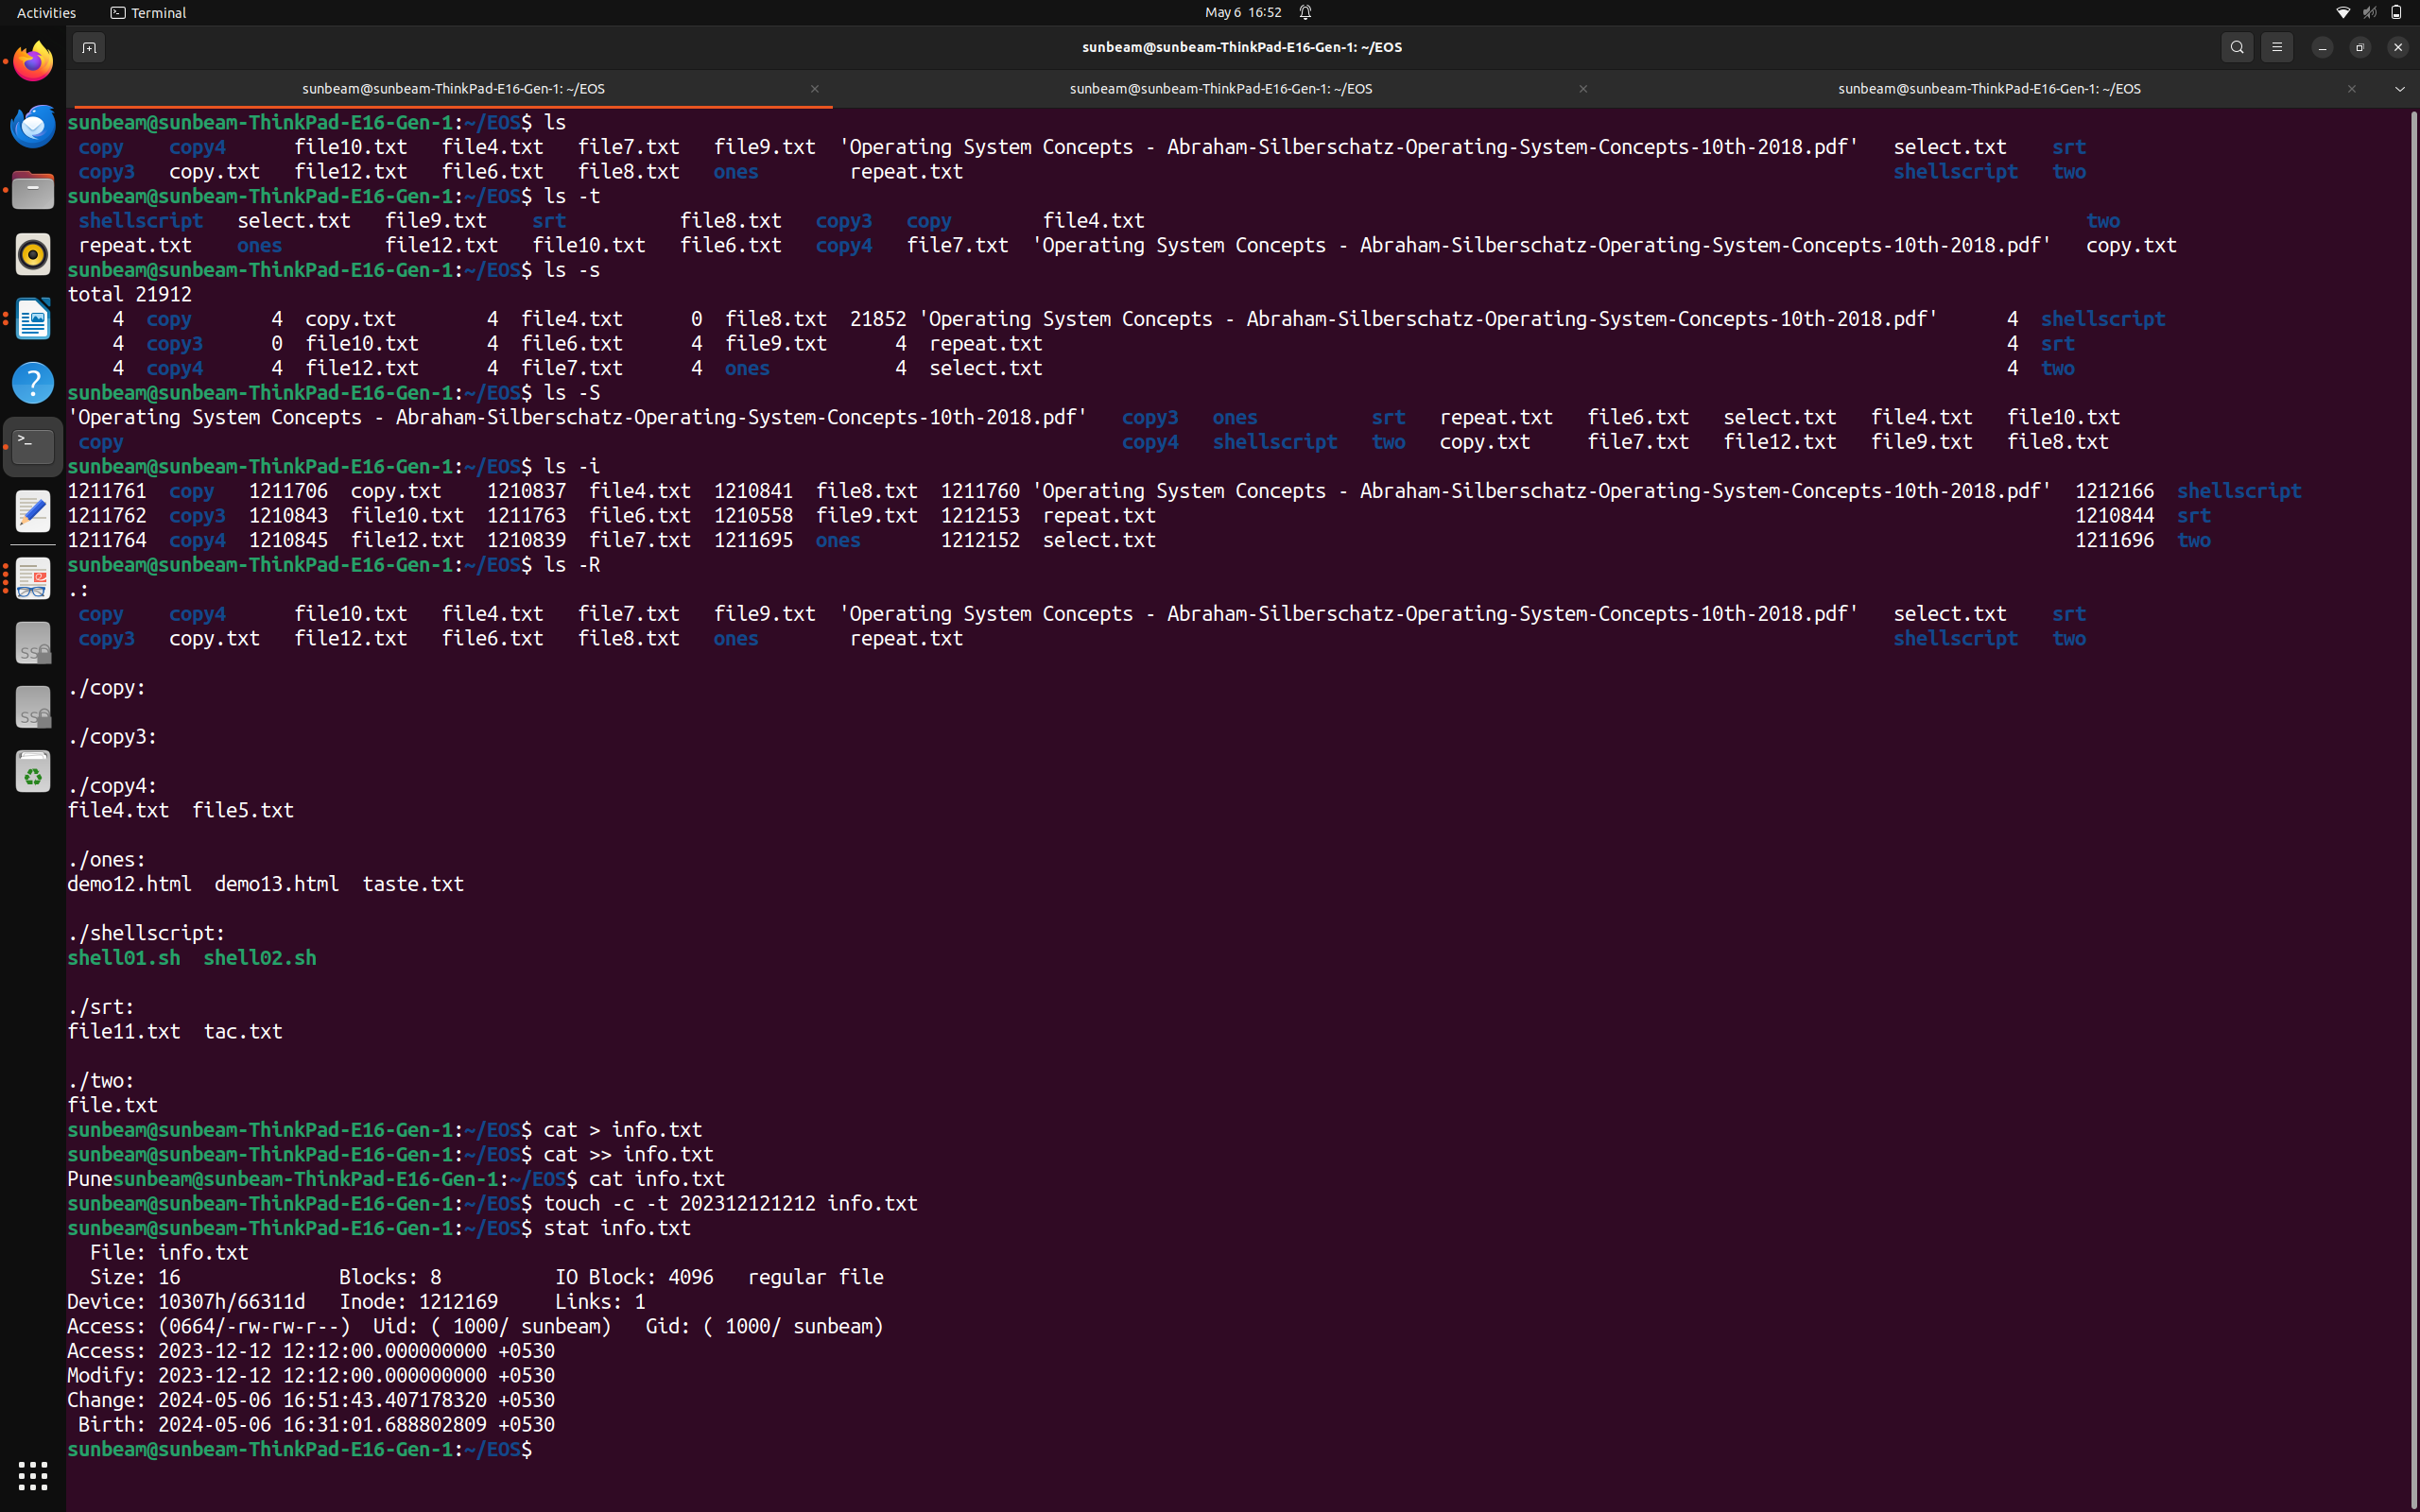 Activities Terminal May 6 16:52
sunbeam@sunbeam-ThinkPad-E16-Gen-1: ~/EOS
sunbeam@sunbeam-ThinkPad-E16-Gen-1: ~/EOS sunbeam@sunbeam-ThinkPad-E16-Gen-1: ~/EOS sunbeam@sunbeam-ThinkPad-E16-Gen-1: ~/EOS
sunbeam@sunbeam-ThinkPad-E16-Gen-1:~/EOS$ ls
copy copy4 file10.txt file4.txt file7.txt file9.txt 'Operating System Concepts - Abraham-Silberschatz-Operating-System-Concepts-10th-2018.pdf' select.txt srt
copy3 copy.txt file12.txt file6.txt file8.txt ones repeat.txt shellscript two
sunbeam@sunbeam-ThinkPad-E16-Gen-1:~/EOS$ ls -t
shellscript select.txt file9.txt srt file8.txt copy3 copy file4.txt two
repeat.txt ones file12.txt file10.txt file6.txt copy4 file7.txt 'Operating System Concepts - Abraham-Silberschatz-Operating-System-Concepts-10th-2018.pdf' copy.txt
sunbeam@sunbeam-ThinkPad-E16-Gen-1:~/EOS$ ls -s
total 21912
4 copy 4 copy.txt 4 file4.txt 0 file8.txt 21852 'Operating System Concepts - Abraham-Silberschatz-Operating-System-Concepts-10th-2018.pdf' 4 shellscript
4 copy3 0 file10.txt 4 file6.txt 4 file9.txt 4 repeat.txt 4 srt
4 copy4 4 file12.txt 4 file7.txt 4 ones 4 select.txt 4 two
sunbeam@sunbeam-ThinkPad-E16-Gen-1:~/EOS$ ls -S
'Operating System Concepts - Abraham-Silberschatz-Operating-System-Concepts-10th-2018.pdf' copy3 ones srt repeat.txt file6.txt select.txt file4.txt file10.txt
copy copy4 shellscript two copy.txt file7.txt file12.txt file9.txt file8.txt
sunbeam@sunbeam-ThinkPad-E16-Gen-1:~/EOS$ ls -i
1211761 copy 1211706 copy.txt 1210837 file4.txt 1210841 file8.txt 1211760 'Operating System Concepts - Abraham-Silberschatz-Operating-System-Concepts-10th-2018.pdf' 1212166 shellscript
1211762 copy3 1210843 file10.txt 1211763 file6.txt 1210558 file9.txt 1212153 repeat.txt 1210844 srt
1211764 copy4 1210845 file12.txt 1210839 file7.txt 1211695 ones 1212152 select.txt 1211696 two
sunbeam@sunbeam-ThinkPad-E16-Gen-1:~/EOS$ ls -R
.:
copy copy4 file10.txt file4.txt file7.txt file9.txt 'Operating System Concepts - Abraham-Silberschatz-Operating-System-Concepts-10th-2018.pdf' select.txt srt
copy3 copy.txt file12.txt file6.txt file8.txt ones repeat.txt shellscript two
./copy:
./copy3:
./copy4:
file4.txt file5.txt
./ones:
demo12.html demo13.html taste.txt
./shellscript:
shell01.sh shell02.sh
./srt:
file11.txt tac.txt
./two:
file.txt
sunbeam@sunbeam-ThinkPad-E16-Gen-1:~/EOS$ cat > info.txt
sunbeam@sunbeam-ThinkPad-E16-Gen-1:~/EOS$ cat >> info.txt
Punesunbeam@sunbeam-ThinkPad-E16-Gen-1:~/EOS$ cat info.txt
sunbeam@sunbeam-ThinkPad-E16-Gen-1:~/EOS$ touch -c -t 202312121212 info.txt
sunbeam@sunbeam-ThinkPad-E16-Gen-1:~/EOS$ stat info.txt
File: info.txt
Size: 16 Blocks: 8 IO Block: 4096 regular file
Device: 10307h/66311d Inode: 1212169 Links: 1
Access: (0664/-rw-rw-r--) Uid: ( 1000/ sunbeam) Gid: ( 1000/ sunbeam)
Access: 2023-12-12 12:12:00.000000000 +0530
Modify: 2023-12-12 12:12:00.000000000 +0530
Change: 2024-05-06 16:51:43.407178320 +0530
Birth: 2024-05-06 16:31:01.688802809 +0530
sunbeam@sunbeam-ThinkPad-E16-Gen-1:~/EOS$